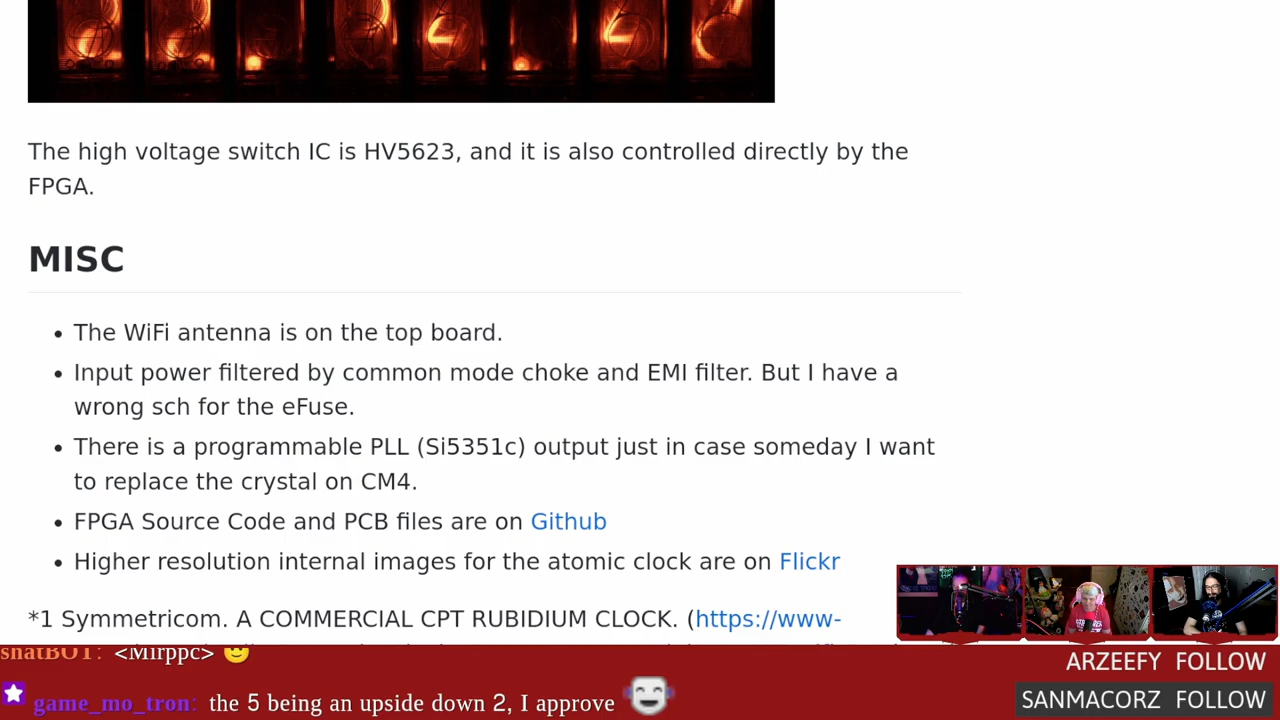 The high voltage switch IC is HV5623, and it is also controlled directly by the
FPGA.
MISC
• The WiFi antenna is on the top board.
• Input power filtered by common mode choke and EMI filter. But I have a
wrong sch for the eFuse.
• There is a programmable PLL (Si5351c) output just in case someday I want
to replace the crystal on CM4.
• FPGA Source Code and PCB files are on Github
• Higher resolution internal images for the atomic clock are on Flickr
*1 Symmetricom. A COMMERCIAL CPT RUBIDIUM CLOCK. (https://www-
snatBOT: <Mirppc> 🙂
game_mo_tron: the 5 being an upside down 2, I approve
ARZEEFY FOLLOW
SANMACORZ FOLLOW